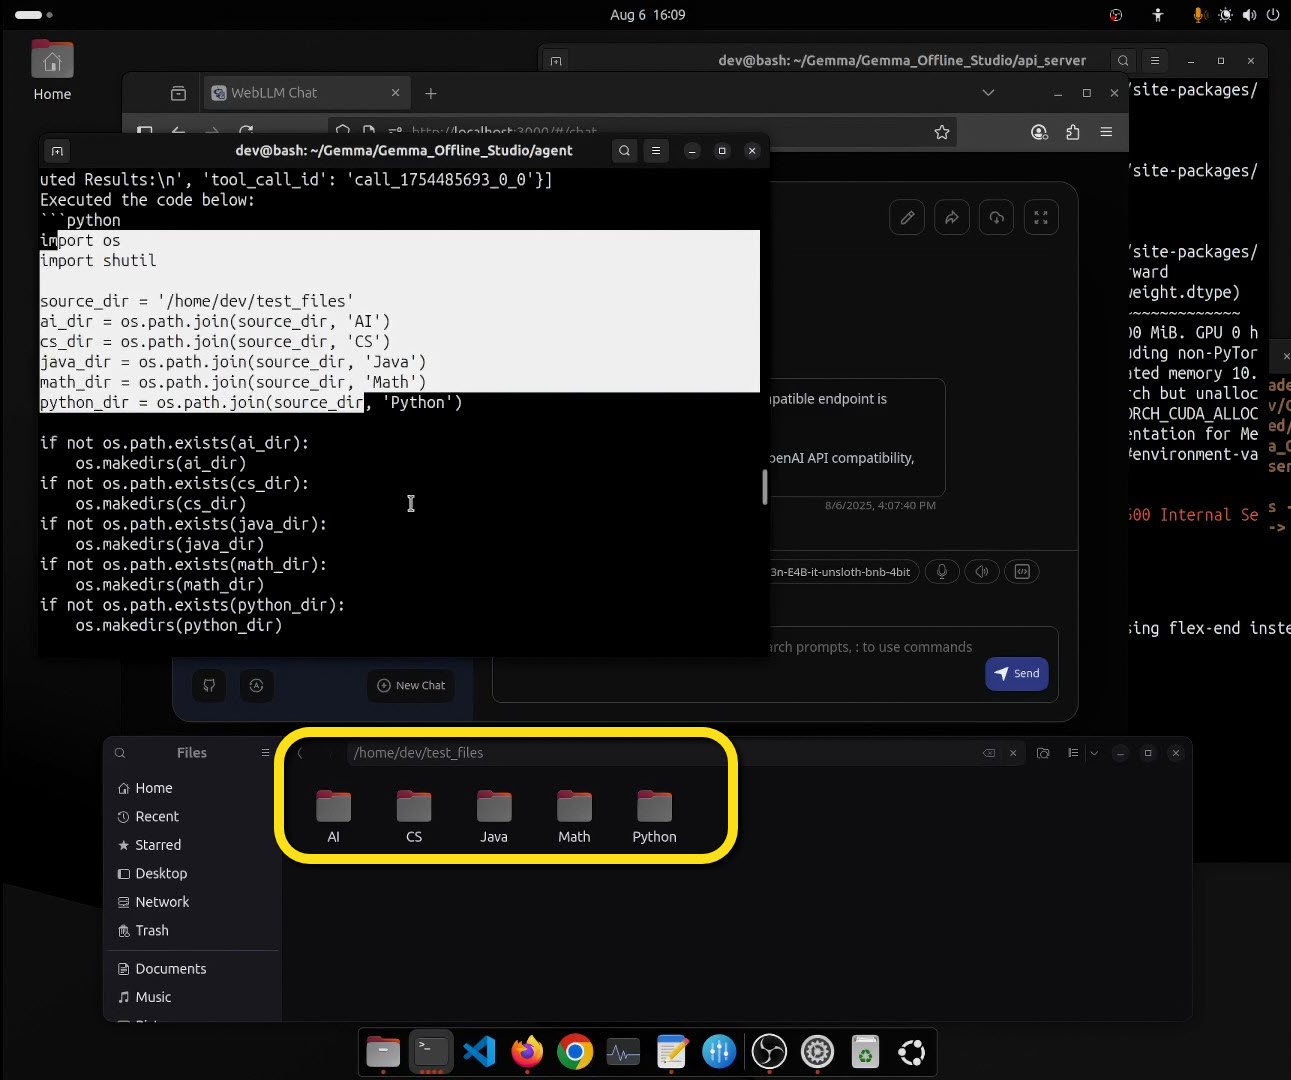 Aug 6  16:09
Home
dev@bash: ~/Gemma/Gemma_Offline_Studio/api_server
WebLLM Chat
http://localhost:3000/#/chat
dev@bash: ~/Gemma/Gemma_Offline_Studio/agent
uted Results:\n', 'tool_call_id': 'call_1754485693_0_0'}]
Executed the code below:
```python
import os
import shutil
source_dir = '/home/dev/test_files'
ai_dir = os.path.join(source_dir, 'AI')
cs_dir = os.path.join(source_dir, 'CS')
java_dir = os.path.join(source_dir, 'Java')
math_dir = os.path.join(source_dir, 'Math')
python_dir = os.path.join(source_dir, 'Python')
if not os.path.exists(ai_dir):
    os.makedirs(ai_dir)
if not os.path.exists(cs_dir):
    os.makedirs(cs_dir)
if not os.path.exists(java_dir):
    os.makedirs(java_dir)
if not os.path.exists(math_dir):
    os.makedirs(math_dir)
if not os.path.exists(python_dir):
    os.makedirs(python_dir)
/site-packages/
/site-packages/
/site-packages/
rward
weight.dtype)
~~~~~~~~~~~~~
00 MiB. GPU 0 h
uding non-PyTor
ated memory 10.
rch but unalloc
ORCH_CUDA_ALLOC
entation for Me
#environment-va
500 Internal Se
->
sing flex-end inste
patible endpoint is
penAI API compatibility,
8/6/2025, 4:07:40 PM
3n-E4B-it-unsloth-bnb-4bit
arch prompts, : to use commands
Send
New Chat
Files
/home/dev/test_files
Home
Recent
Starred
Desktop
Network
Trash
Documents
Music
AI
CS
Java
Math
Python